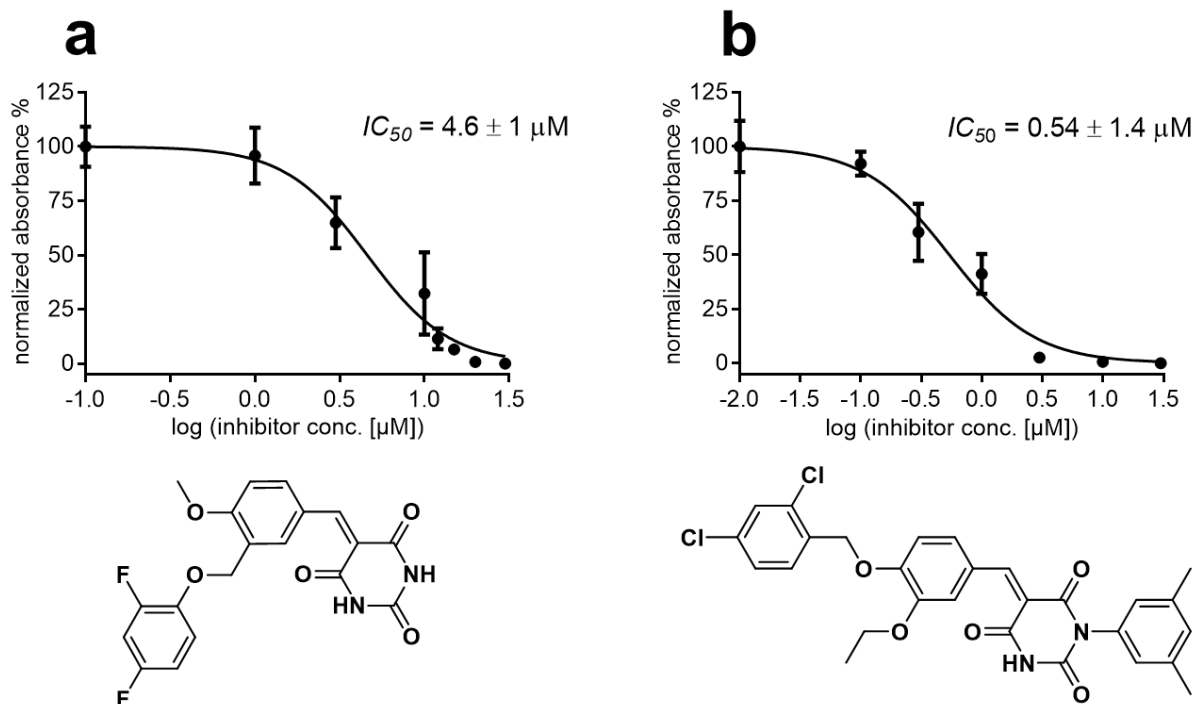 a
125
100
75
50
25
0
normalized absorbance %
IC50 = 4.6 ± 1 µM
-1.0 -0.5 0.0 0.5 1.0 1.5
log (inhibitor conc. [µM])
O
O
F
F
O
O
NH
HN
O
b
125
100
75
50
25
0
normalized absorbance %
IC50 = 0.54 ± 1.4 µM
-2.0 -1.5 -1.0 -0.5 0.0 0.5 1.0 1.5
log (inhibitor conc. [µM])
Cl
Cl
O
O
O
O
N
HN
O